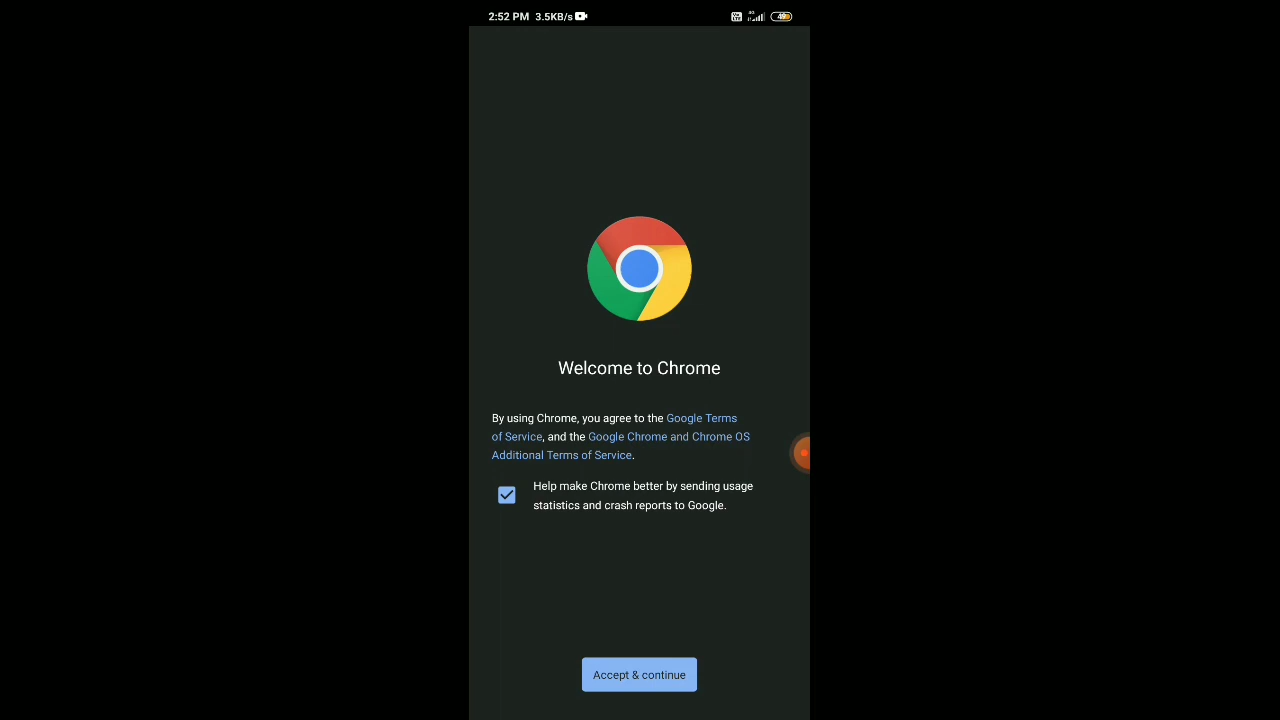 2:52 PM 3.5KB/s
49
Welcome to Chrome
By using Chrome, you agree to the Google Terms
of Service, and the Google Chrome and Chrome OS
Additional Terms of Service.
Help make Chrome better by sending usage
statistics and crash reports to Google.
Accept & continue